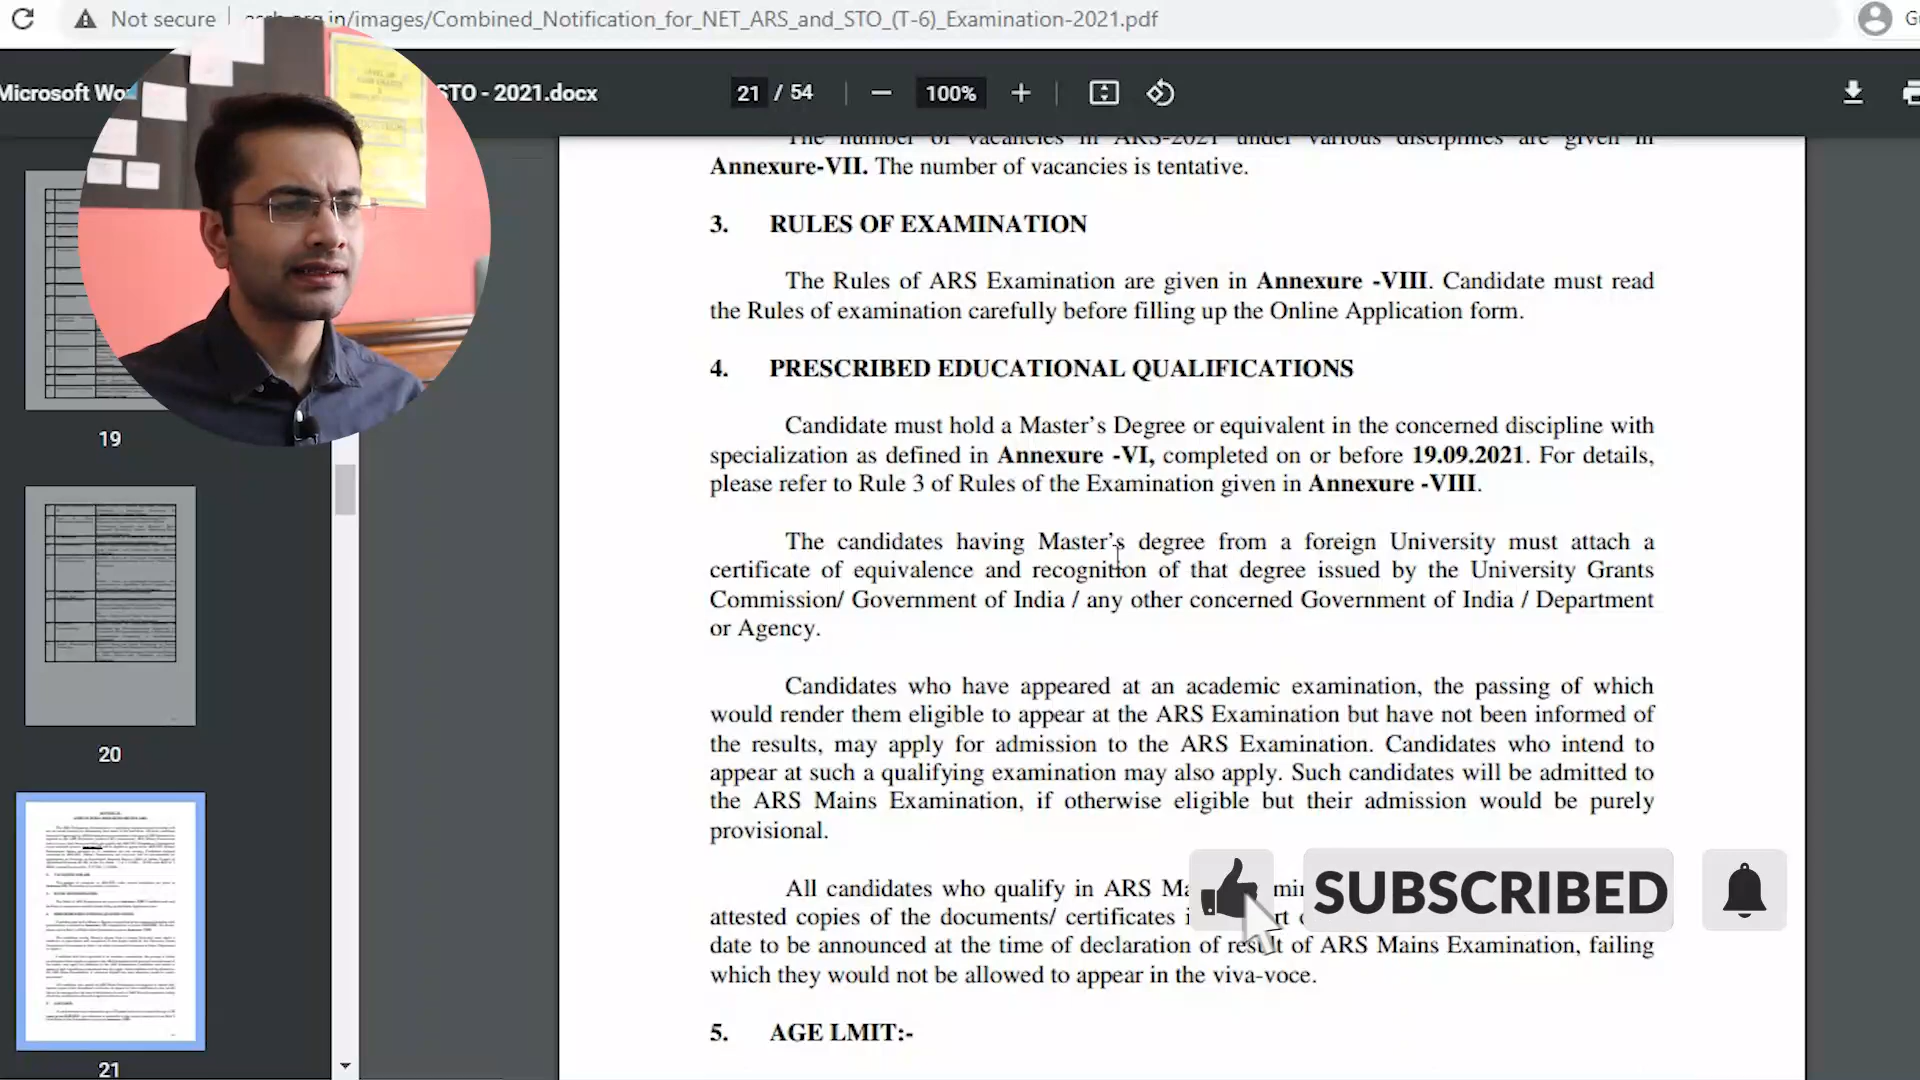 Not secure
in/images/Combined_Notification_for_NET_ARS_and_STO_(T-6)_Examination-2021.pdf
Microsoft Wo
STO - 2021.docx
21 / 54
100%
The number of vacancies in ARS-2021 under various disciplines are given in
Annexure-VII. The number of vacancies is tentative.
3. RULES OF EXAMINATION
The Rules of ARS Examination are given in Annexure -VIII. Candidate must read
the Rules of examination carefully before filling up the Online Application form.
4. PRESCRIBED EDUCATIONAL QUALIFICATIONS
Candidate must hold a Master's Degree or equivalent in the concerned discipline with
specialization as defined in Annexure -VI, completed on or before 19.09.2021. For details,
please refer to Rule 3 of Rules of the Examination given in Annexure -VIII.
The candidates having Master's degree from a foreign University must attach a
certificate of equivalence and recognition of that degree issued by the University Grants
Commission/ Government of India / any other concerned Government of India / Department
or Agency.
Candidates who have appeared at an academic examination, the passing of which
would render them eligible to appear at the ARS Examination but have not been informed of
the results, may apply for admission to the ARS Examination. Candidates who intend to
appear at such a qualifying examination may also apply. Such candidates will be admitted to
the ARS Mains Examination, if otherwise eligible but their admission would be purely
provisional.
All candidates who qualify in ARS
attested copies of the documents/ certificates
date to be announced at the time of declaration of result of ARS Mains Examination, failing
which they would not be allowed to appear in the viva-voce.
5. AGE LMIT:-
SUBSCRIBED
19
20
21